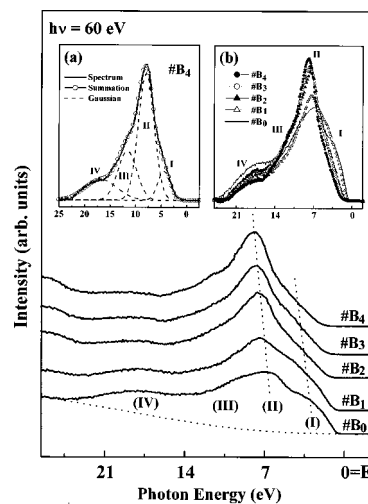 hν = 60 eV
(a)
#B4
Spectrum
Summation
Gaussian
II
I
III
IV
25 20 15 10 5 0
(b)
II
#B4
#B3
#B2
#B1
#B0
III
I
IV
21 14 7 0
Intensity (arb. units)
#B4
#B3
#B2
#B1
#B0
(IV) (III) (II) (I)
21 14 7 0=E
Photon Energy (eV)